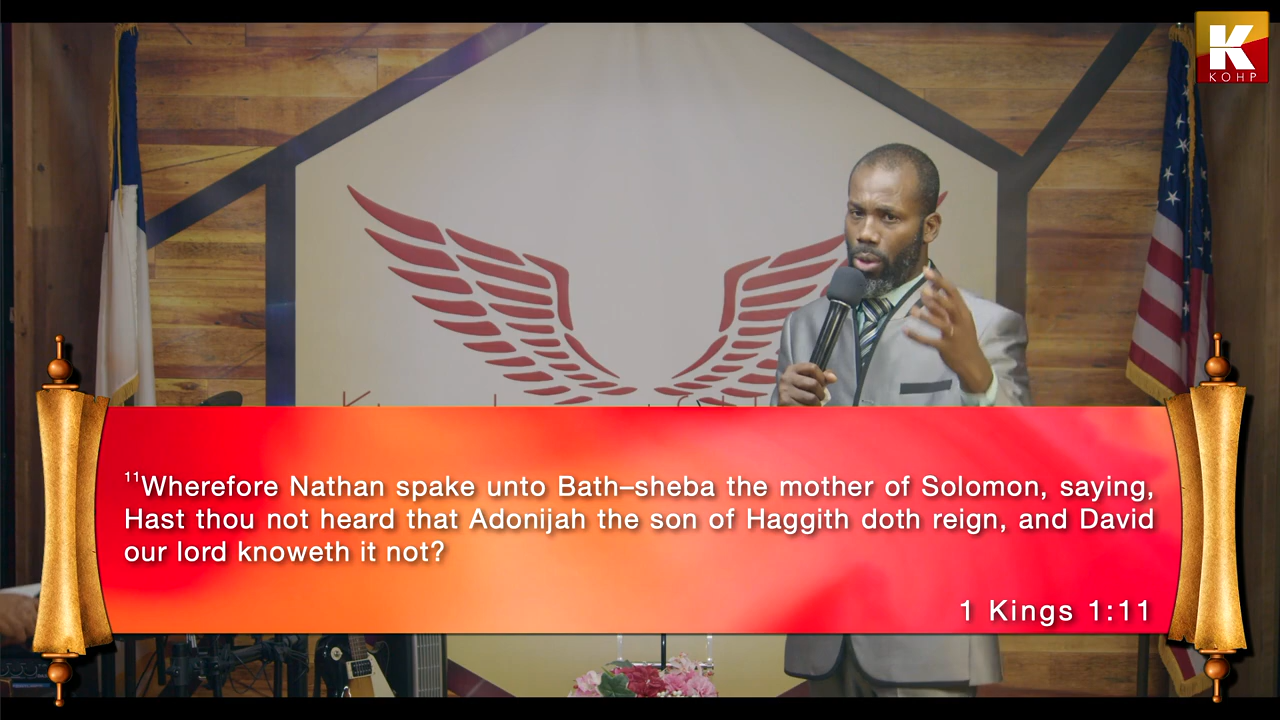 K
KOHP
¹¹Wherefore Nathan spake unto Bath–sheba the mother of Solomon, saying,
Hast thou not heard that Adonijah the son of Haggith doth reign, and David
our lord knoweth it not?
1 Kings 1:11